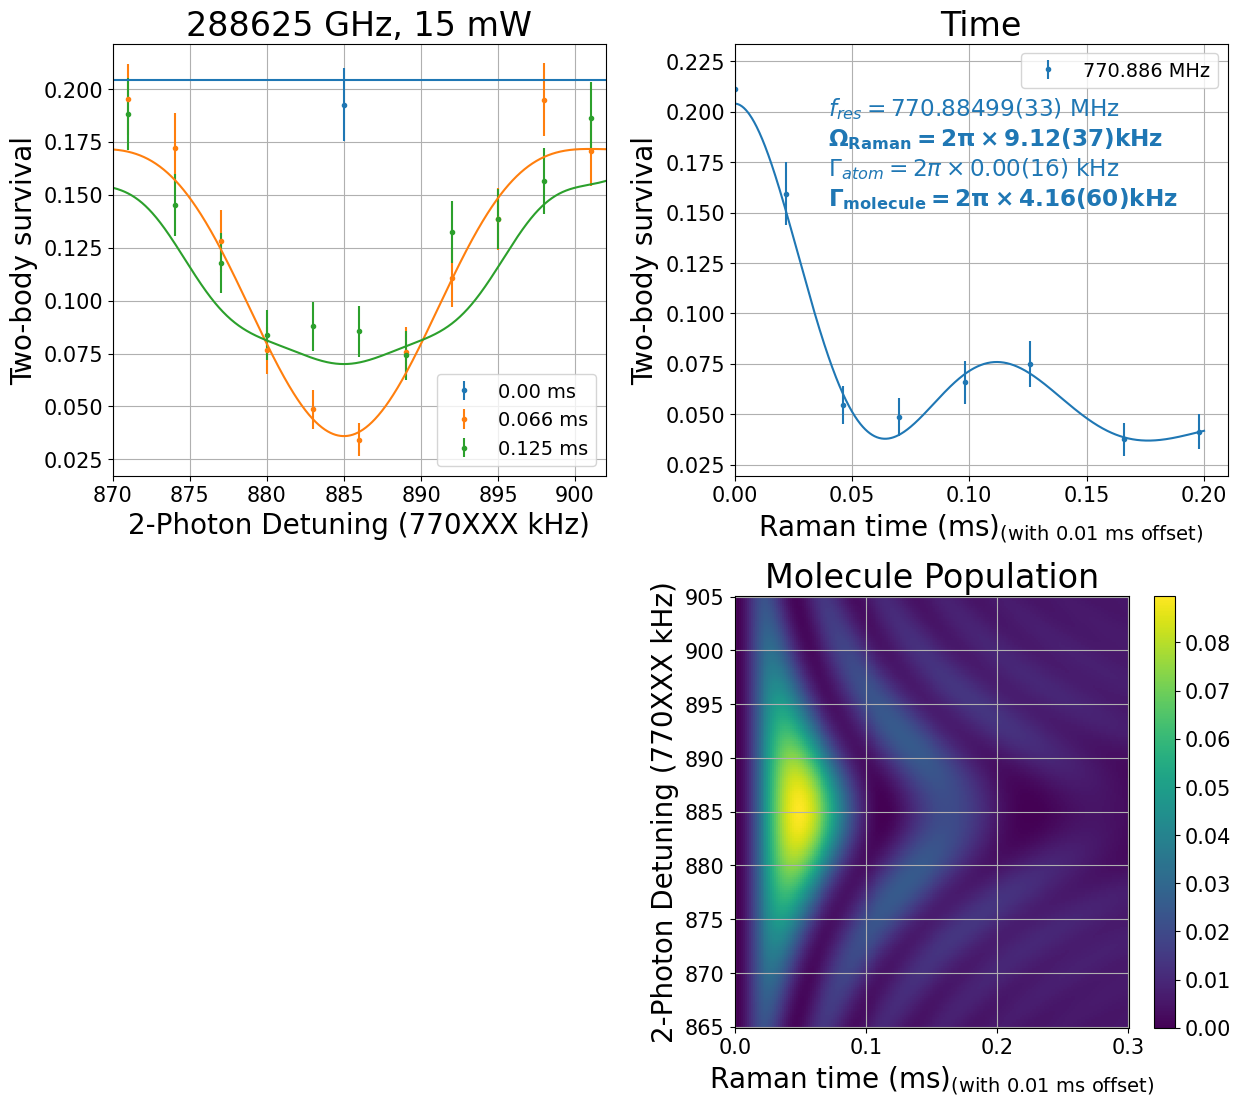 288625 GHz, 15 mW
Two-body survival
0.200
0.175
0.150
0.125
0.100
0.075
0.050
0.025
0.00 ms
0.066 ms
0.125 ms
870 875 880 885 890 895 900
2-Photon Detuning (770XXX kHz)
Time
Two-body survival
0.225
0.200
0.175
0.150
0.125
0.100
0.075
0.050
0.025
770.886 MHz
f_res = 770.88499(33) MHz
Ω_Raman = 2π × 9.12(37)kHz
Γ_atom = 2π × 0.00(16) kHz
Γ_molecule = 2π × 4.16(60)kHz
0.00 0.05 0.10 0.15 0.20
Raman time (ms)(with 0.01 ms offset)
Molecule Population
2-Photon Detuning (770XXX kHz)
905
900
895
890
885
880
875
870
865
0.0 0.1 0.2 0.3
Raman time (ms)(with 0.01 ms offset)
0.08
0.07
0.06
0.05
0.04
0.03
0.02
0.01
0.00